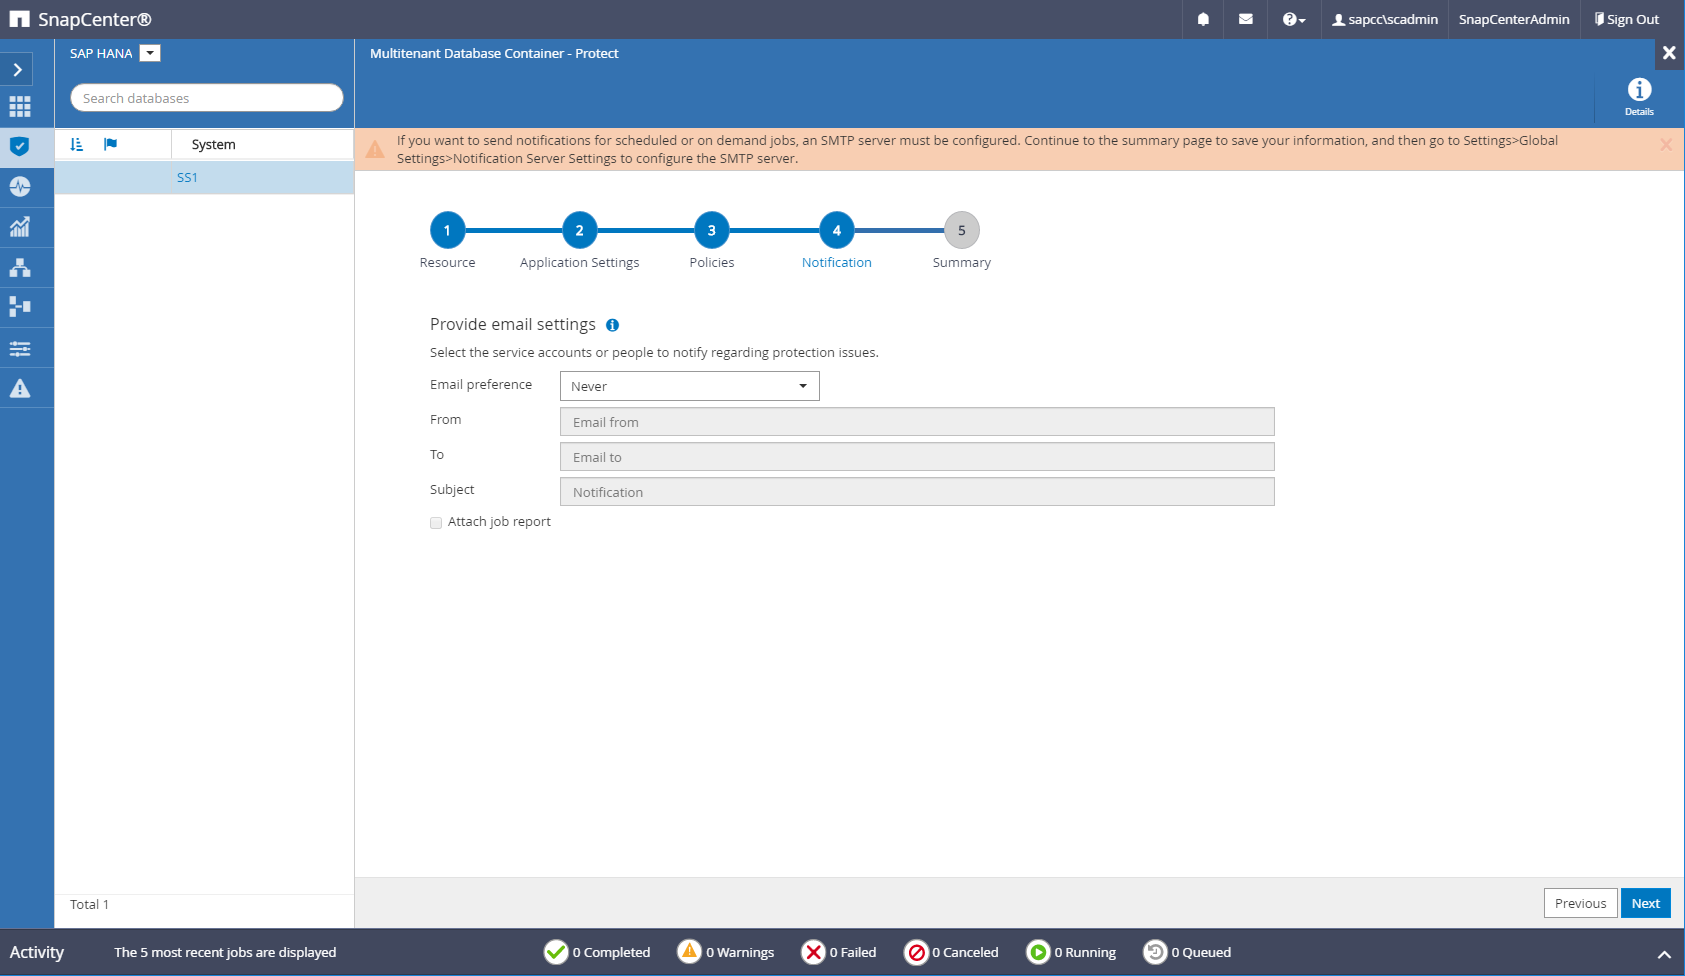 SnapCenter®
sapcc\scadmin
SnapCenterAdmin
Sign Out
SAP HANA
Multitenant Database Container - Protect
Search databases
Details
System
SS1
Total 1
If you want to send notifications for scheduled or on demand jobs, an SMTP server must be configured. Continue to the summary page to save your information, and then go to Settings>Global
Settings>Notification Server Settings to configure the SMTP server.
1
2
3
4
5
Resource
Application Settings
Policies
Notification
Summary
Provide email settings
Select the service accounts or people to notify regarding protection issues.
Email preference
Never
From
Email from
To
Email to
Subject
Notification
Attach job report
Previous
Next
Activity
The 5 most recent jobs are displayed
0 Completed
0 Warnings
0 Failed
0 Canceled
0 Running
0 Queued